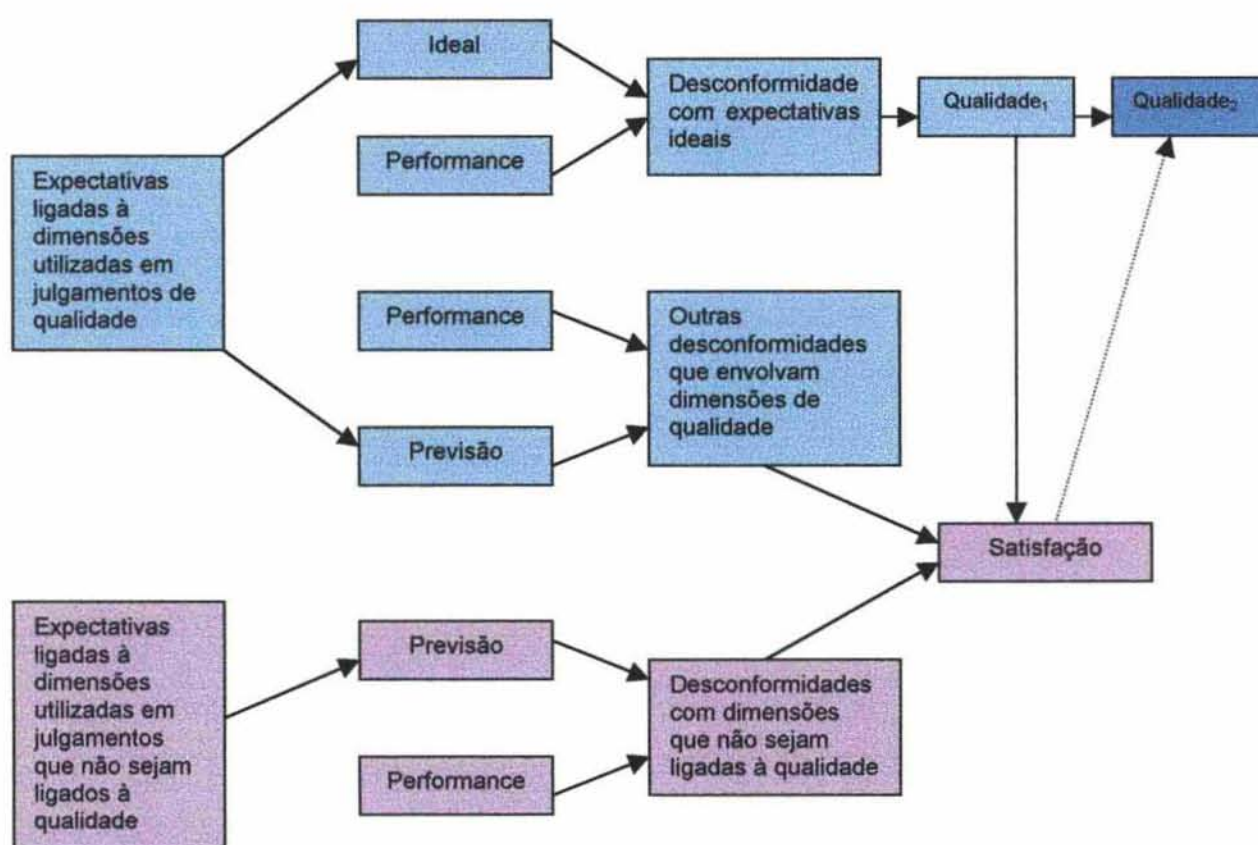 Ideal
Desconformidade
com expectativas
ideais
Qualidade₁
Qualidade₂
Performance
Expectativas
ligadas à
dimensões
utilizadas em
julgamentos de
qualidade
Performance
Outras
desconformidades
que envolvam
dimensões de
qualidade
Previsão
Satisfação
Expectativas
ligadas à
dimensões
utilizadas em
julgamentos
que não sejam
ligados à
qualidade
Previsão
Desconformidades
com dimensões
que não sejam
ligadas à qualidade
Performance